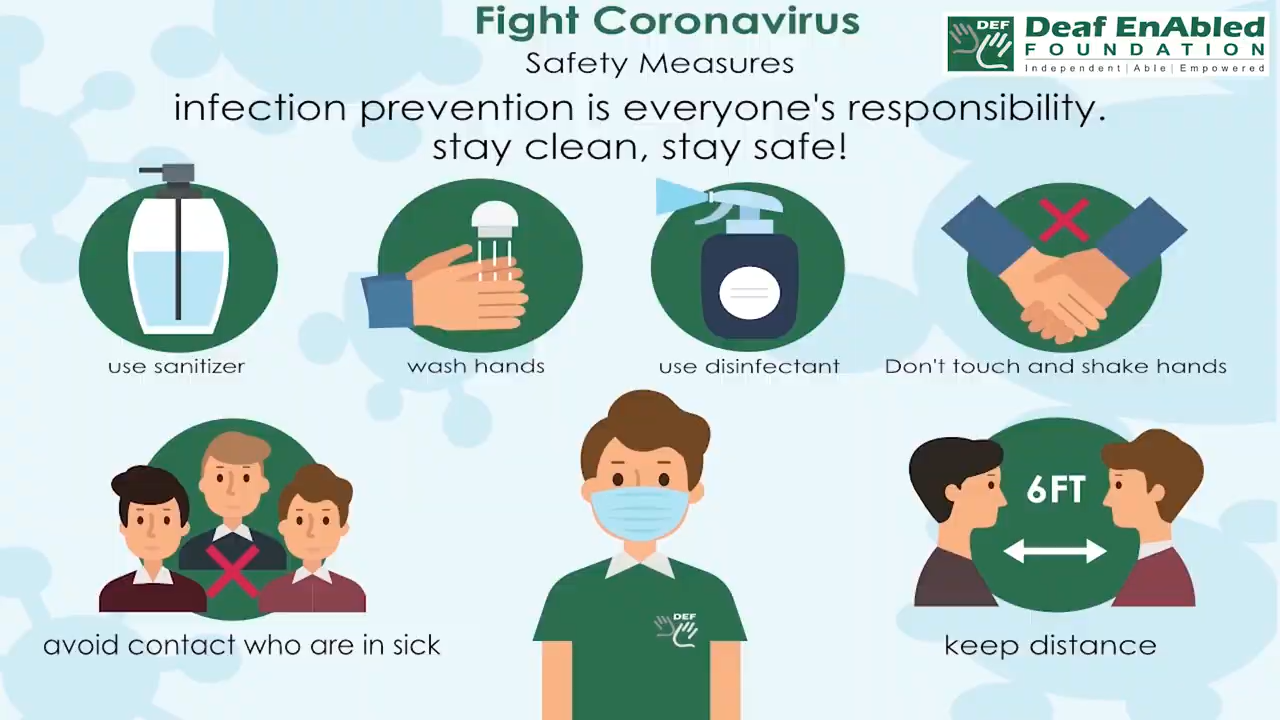 Fight Coronavirus
Safety Measures
DEF
Deaf EnAbled
FOUNDATION
Independent | Able | Empowered
infection prevention is everyone's responsibility.
stay clean, stay safe!
use sanitizer
wash hands
use disinfectant
Don't touch and shake hands
6FT
DEF
avoid contact who are in sick
keep distance